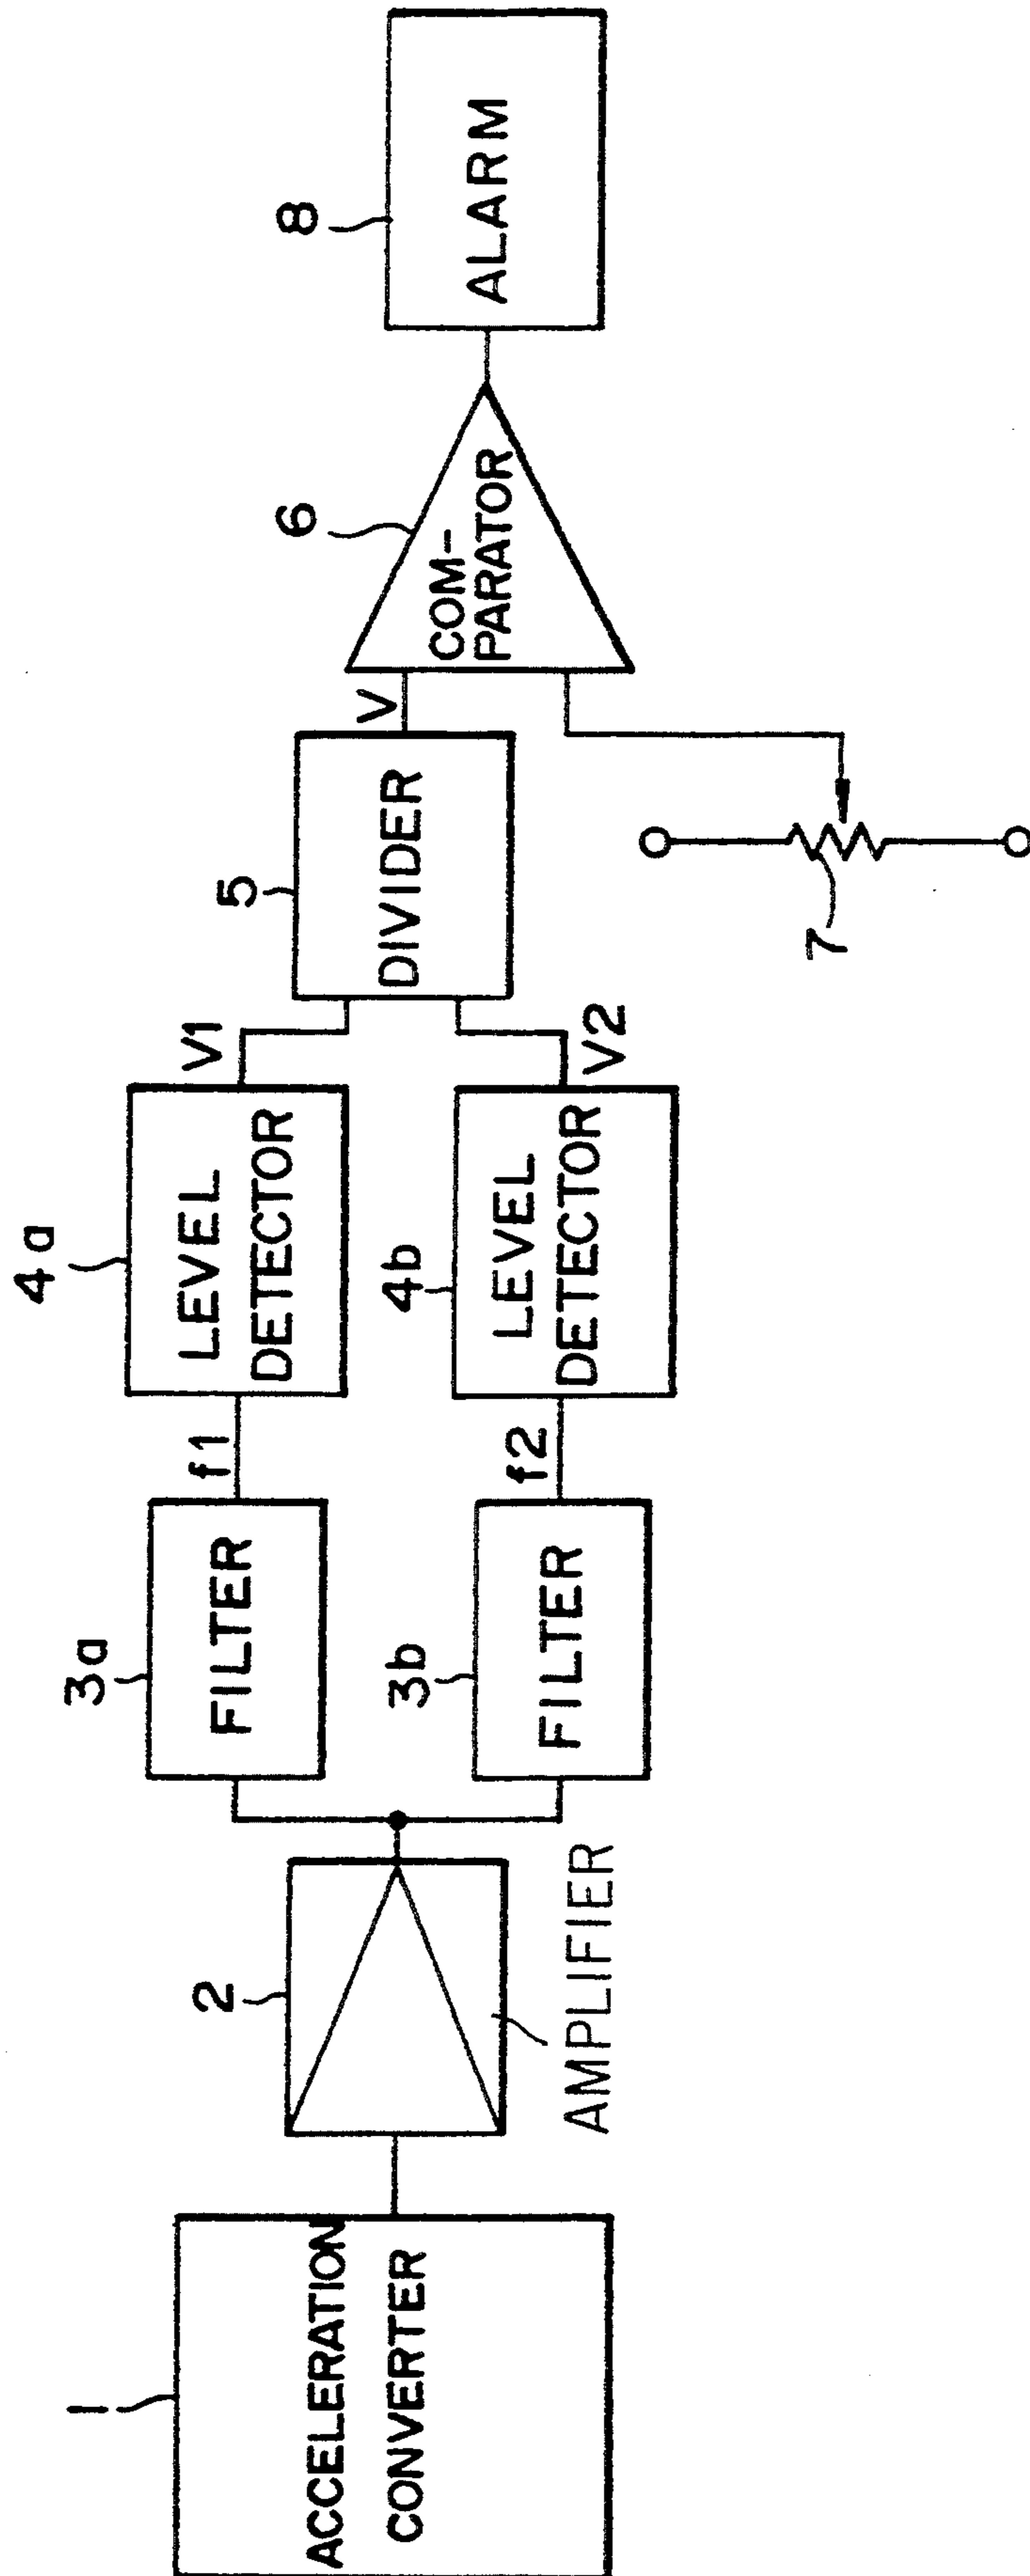 1
ACCELERATION
CONVERTER
2
AMPLIFIER
3a
FILTER
f1
3b
FILTER
f2
4a
LEVEL
DETECTOR
V1
4b
LEVEL
DETECTOR
V2
5
DIVIDER
V
6
COM-
PARATOR
7
8
ALARM